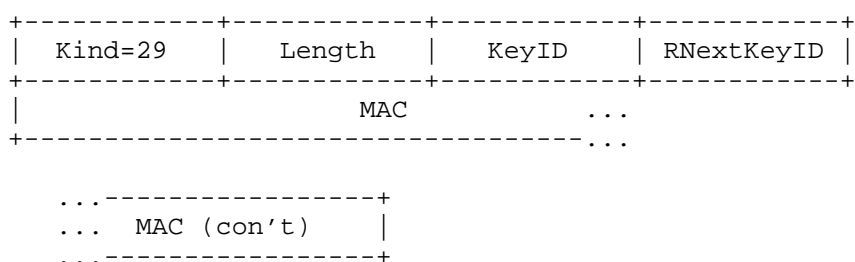 +------------+------------+------------+------------+
| Kind=29 | Length | KeyID | RNextKeyID |
+------------+------------+------------+------------+
| MAC ...
+----------------------------------...
...-----------------+
... MAC (con't) |
...-----------------+